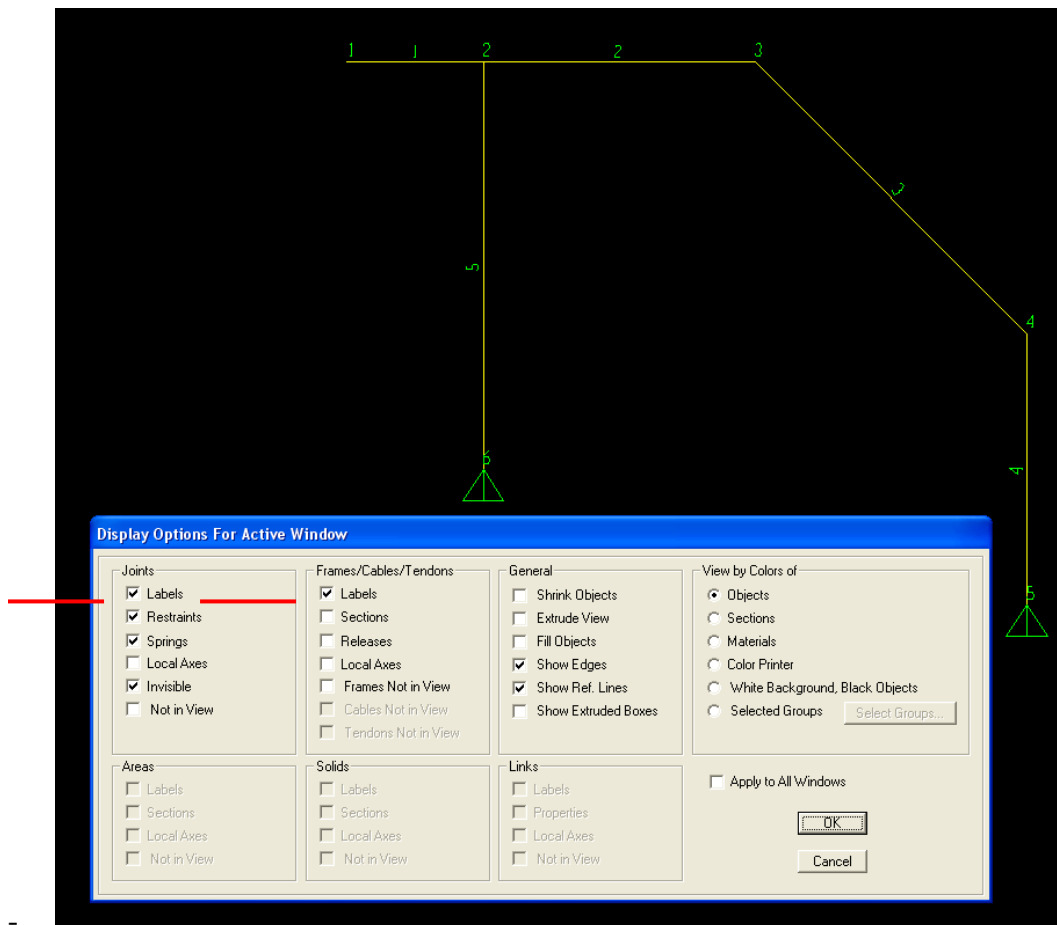 1 1 2 2 3
3
5
4
4
6
5
Display Options For Active Window
Joints
Labels
Restraints
Springs
Local Axes
Invisible
Not in View
Frames/Cables/Tendons
Labels
Sections
Releases
Local Axes
Frames Not in View
Cables Not in View
Tendons Not in View
General
Shrink Objects
Extrude View
Fill Objects
Show Edges
Show Ref. Lines
Show Extruded Boxes
View by Colors of
Objects
Sections
Materials
Color Printer
White Background, Black Objects
Selected Groups Select Groups...
Areas
Labels
Sections
Local Axes
Not in View
Solids
Labels
Sections
Local Axes
Not in View
Links
Labels
Properties
Local Axes
Not in View
Apply to All Windows
OK
Cancel
-